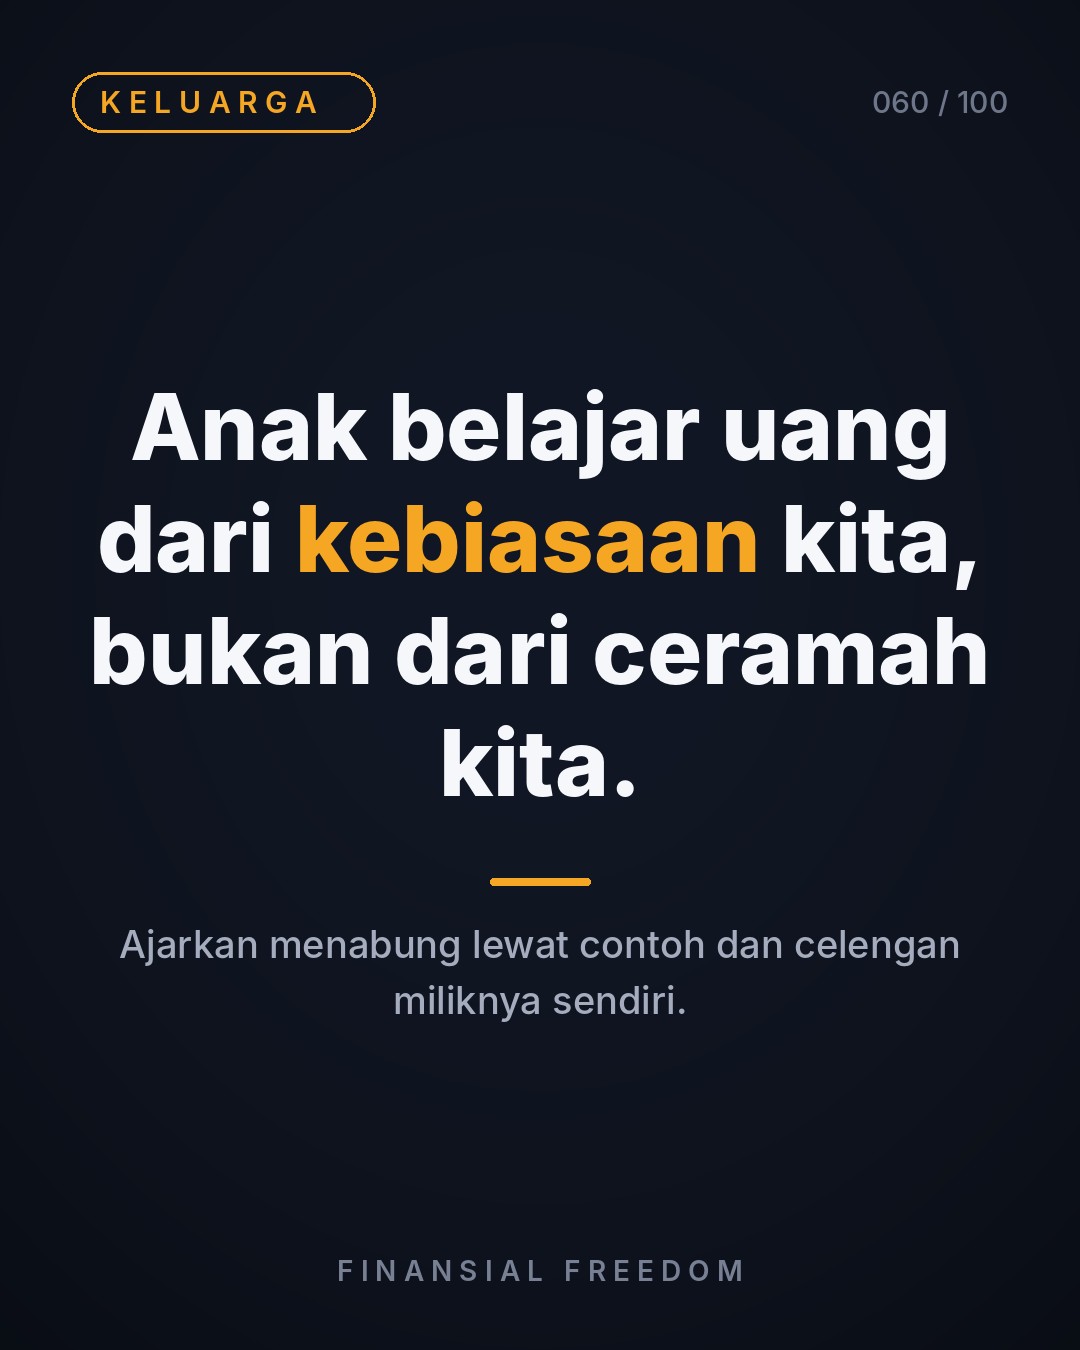 KELUARGA
060 / 100
Anak belajar uang
dari kebiasaan kita,
bukan dari ceramah
kita.
Ajarkan menabung lewat contoh dan celengan
miliknya sendiri.
FINANSIAL FREEDOM